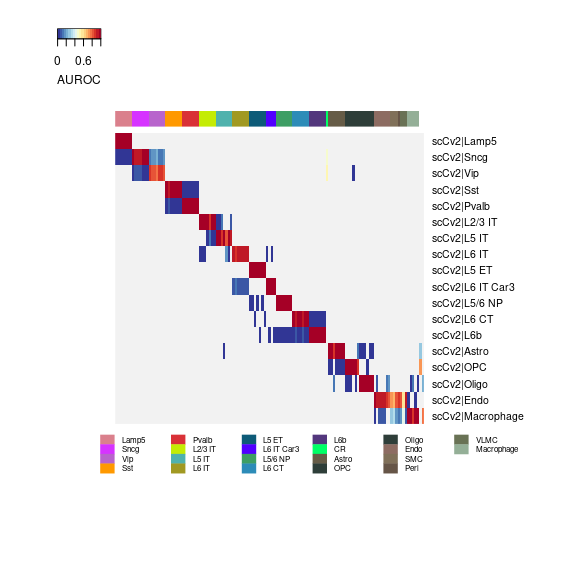 0 0.6
AUROC
scCv2|Lamp5
scCv2|Sncg
scCv2|Vip
scCv2|Sst
scCv2|Pvalb
scCv2|L2/3 IT
scCv2|L5 IT
scCv2|L6 IT
scCv2|L5 ET
scCv2|L6 IT Car3
scCv2|L5/6 NP
scCv2|L6 CT
scCv2|L6b
scCv2|Astro
scCv2|OPC
scCv2|Oligo
scCv2|Endo
scCv2|Macrophage
Lamp5 Pvalb L5 ET L6b Oligo VLMC
Sncg L2/3 IT L6 IT Car3 CR Endo Macrophage
Vip L5 IT L5/6 NP Astro SMC
Sst L6 IT L6 CT OPC Peri